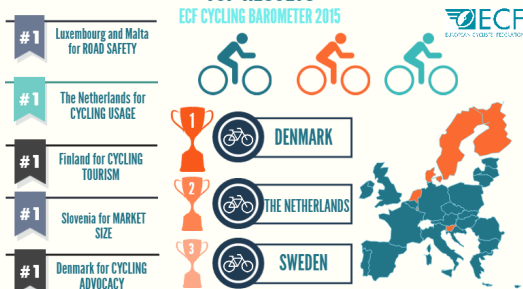 ECF CYCLING BAROMETER 2015
ECF
EUROPEAN CYCLISTS' FEDERATION
#1
Luxembourg and Malta
for ROAD SAFETY
#1
The Netherlands for
CYCLING USAGE
#1
Finland for CYCLING
TOURISM
#1
Slovenia for MARKET
SIZE
#1
Denmark for CYCLING
ADVOCACY
1
DENMARK
2
THE NETHERLANDS
3
SWEDEN